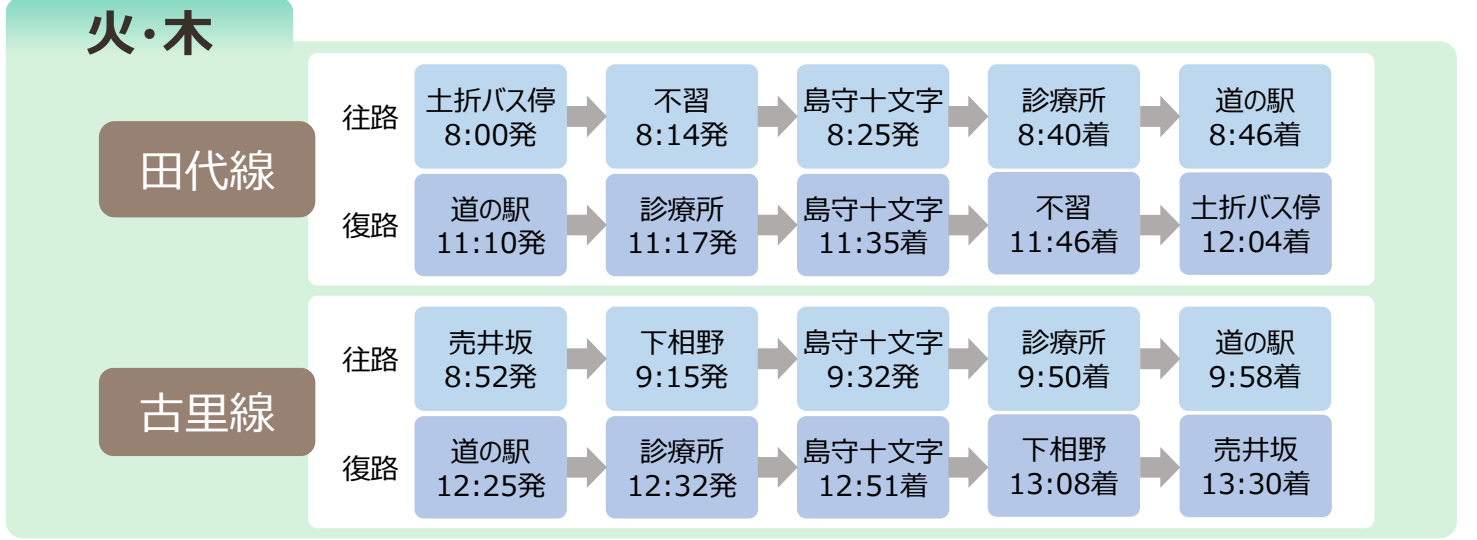 火・木
田代線
往路
土折バス停
8:00発
不習
8:14発
島守十文字
8:25発
診療所
8:40着
道の駅
8:46着
復路
道の駅
11:10発
診療所
11:17発
島守十文字
11:35着
不習
11:46着
土折バス停
12:04着
古里線
往路
売井坂
8:52発
下相野
9:15発
島守十文字
9:32発
診療所
9:50着
道の駅
9:58着
復路
道の駅
12:25発
診療所
12:32発
島守十文字
12:51着
下相野
13:08着
売井坂
13:30着